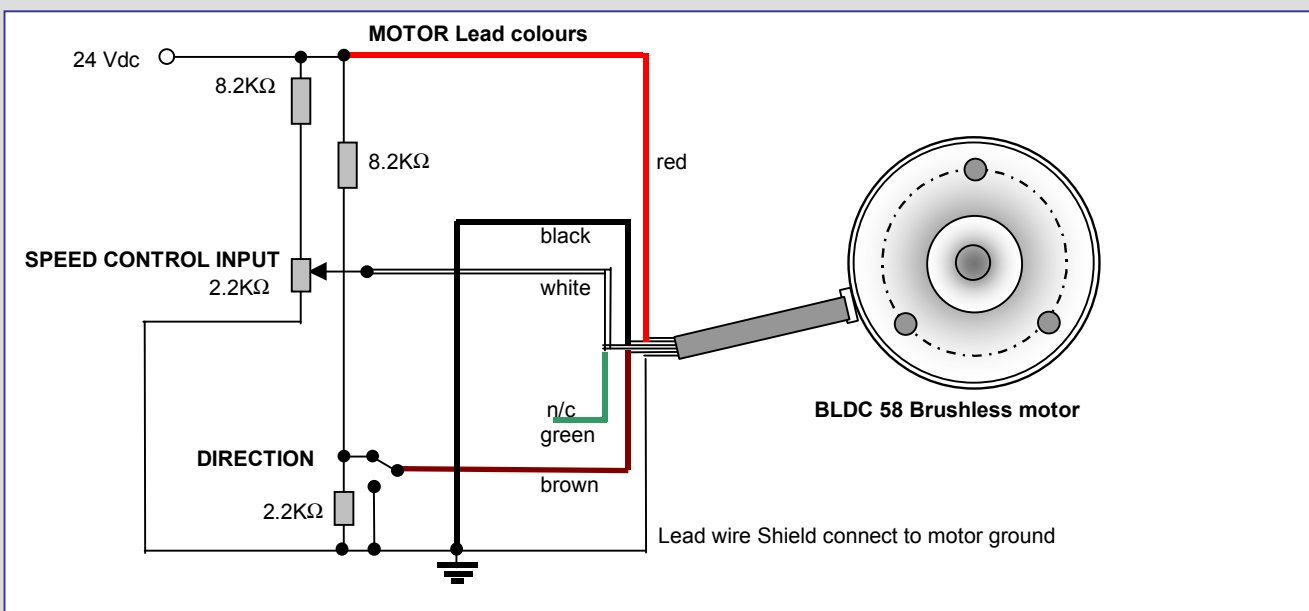 MOTOR Lead colours
24 Vdc
8.2KΩ
8.2KΩ
red
black
SPEED CONTROL INPUT
2.2KΩ
white
BLDC 58 Brushless motor
n/c
green
DIRECTION
brown
2.2KΩ
Lead wire Shield connect to motor ground